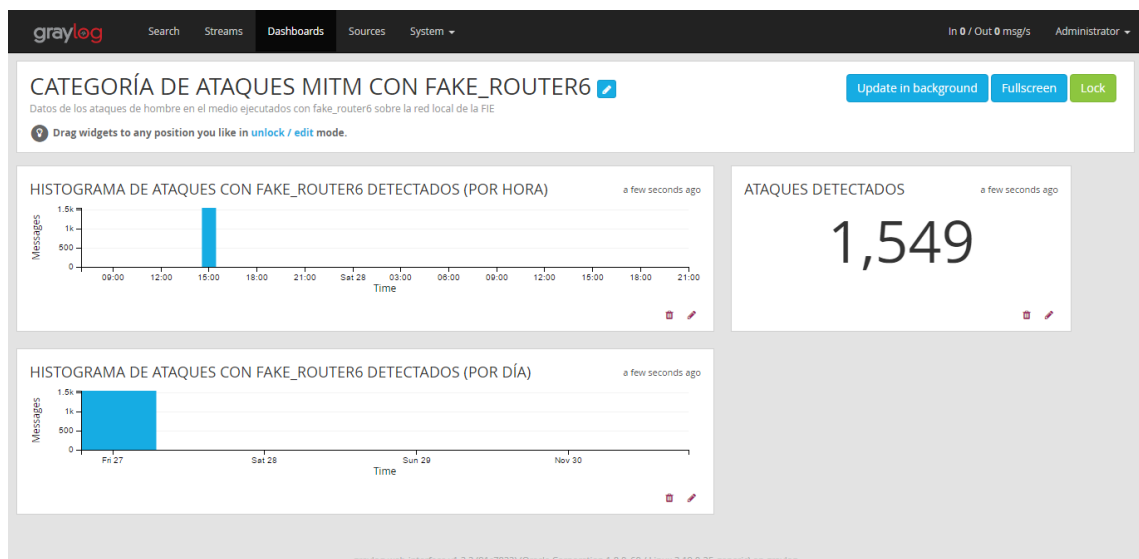 graylog Search Streams Dashboards Sources System In 0 / Out 0 msg/s Administrator
CATEGORÍA DE ATAQUES MITM CON FAKE_ROUTER6
Datos de los ataques de hombre en el medio ejecutados con fake_router6 sobre la red local de la FIE
Drag widgets to any position you like in unlock / edit mode.
Update in background Fullscreen Lock
HISTOGRAMA DE ATAQUES CON FAKE_ROUTER6 DETECTADOS (POR HORA) a few seconds ago
Messages
1.5k
1k
500
0
09:00 12:00 15:00 18:00 21:00 Sat 28 03:00 06:00 09:00 12:00 15:00 18:00 21:00
Time
ATAQUES DETECTADOS a few seconds ago
1,549
HISTOGRAMA DE ATAQUES CON FAKE_ROUTER6 DETECTADOS (POR DÍA) a few seconds ago
Messages
1.5k
1k
500
0
Fri 27 Sat 28 Sun 29 Nov 30
Time